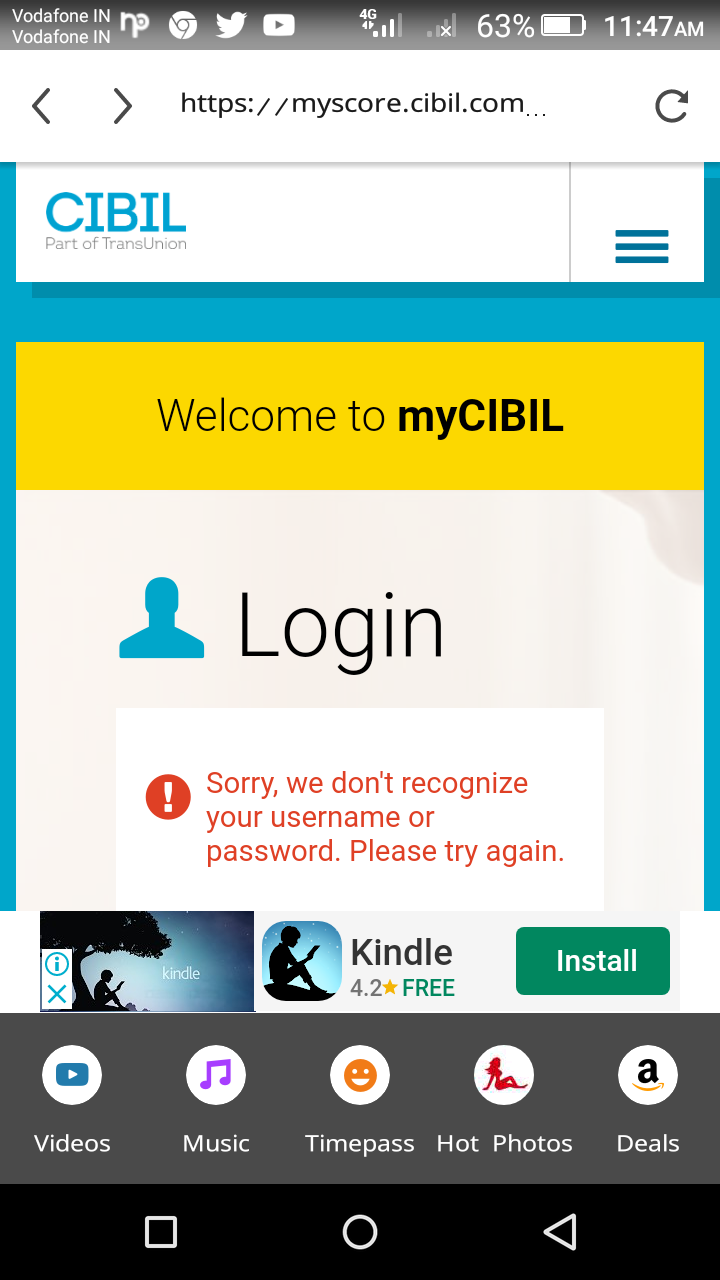 Vodafone IN
Vodafone IN
4G
63%
11:47AM
https://myscore.cibil.com...
CIBIL
Part of TransUnion
Welcome to myCIBIL
Login
Sorry, we don't recognize
your username or
password. Please try again.
kindle
Kindle
4.2★ FREE
Install
Videos
Music
Timepass
Hot Photos
Deals